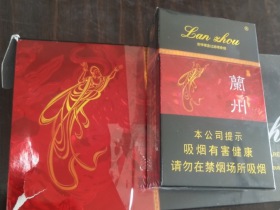 Lan zhou
蘭州
本公司提示
吸烟有害健康
请勿在禁烟场所吸烟